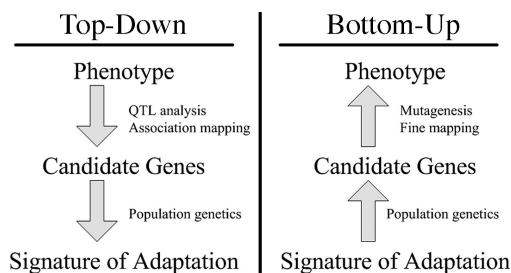 Top-Down
Phenotype
QTL analysis
Association mapping
Candidate Genes
Population genetics
Signature of Adaptation
Bottom-Up
Phenotype
Mutagenesis
Fine mapping
Candidate Genes
Population genetics
Signature of Adaptation